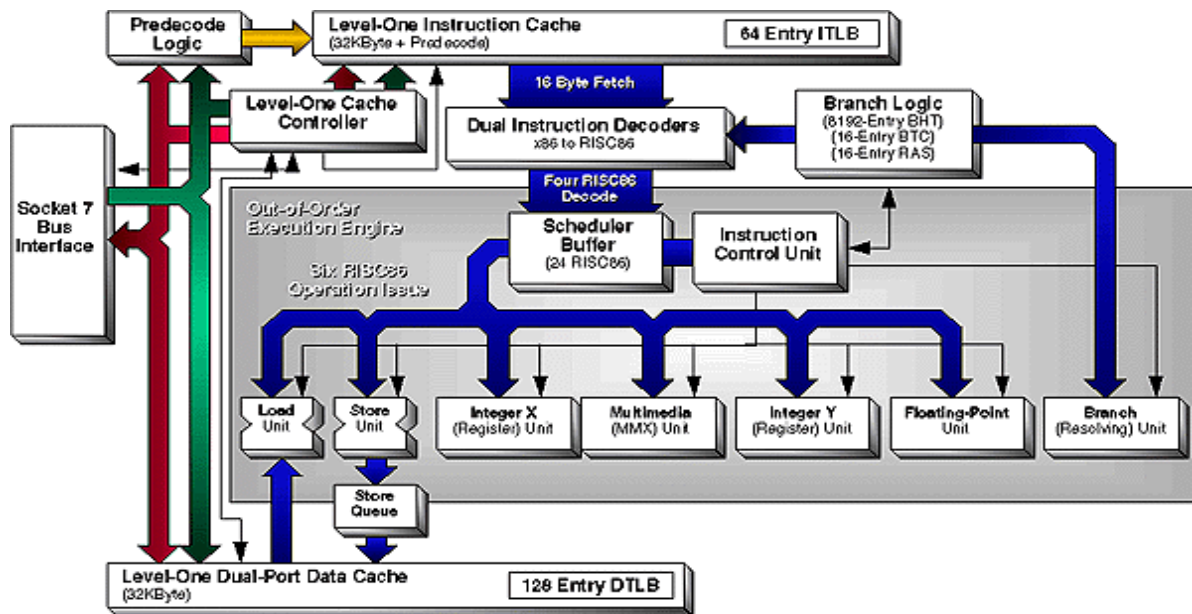 Predecode
Logic
Level-One Instruction Cache
(32KByte + Predecode)
64 Entry ITLB
16 Byte Fetch
Level-One Cache
Controller
Dual Instruction Decoders
x86 to RISC86
Branch Logic
(8192-Entry BHT)
(16-Entry BTC)
(16-Entry RAS)
Four RISC86
Decode
Socket 7
Bus
Interface
Out-of-Order
Execution Engine
Scheduler
Buffer
(24 RISC86)
Instruction
Control Unit
Six RISC86
Operation Issue
Load
Unit
Store
Unit
Integer X
(Register) Unit
Multimedia
(MMX) Unit
Integer Y
(Register) Unit
Floating-Point
Unit
Branch
(Resolving) Unit
Store
Queue
Level-One Dual-Port Data Cache
(32KByte)
128 Entry DTLB